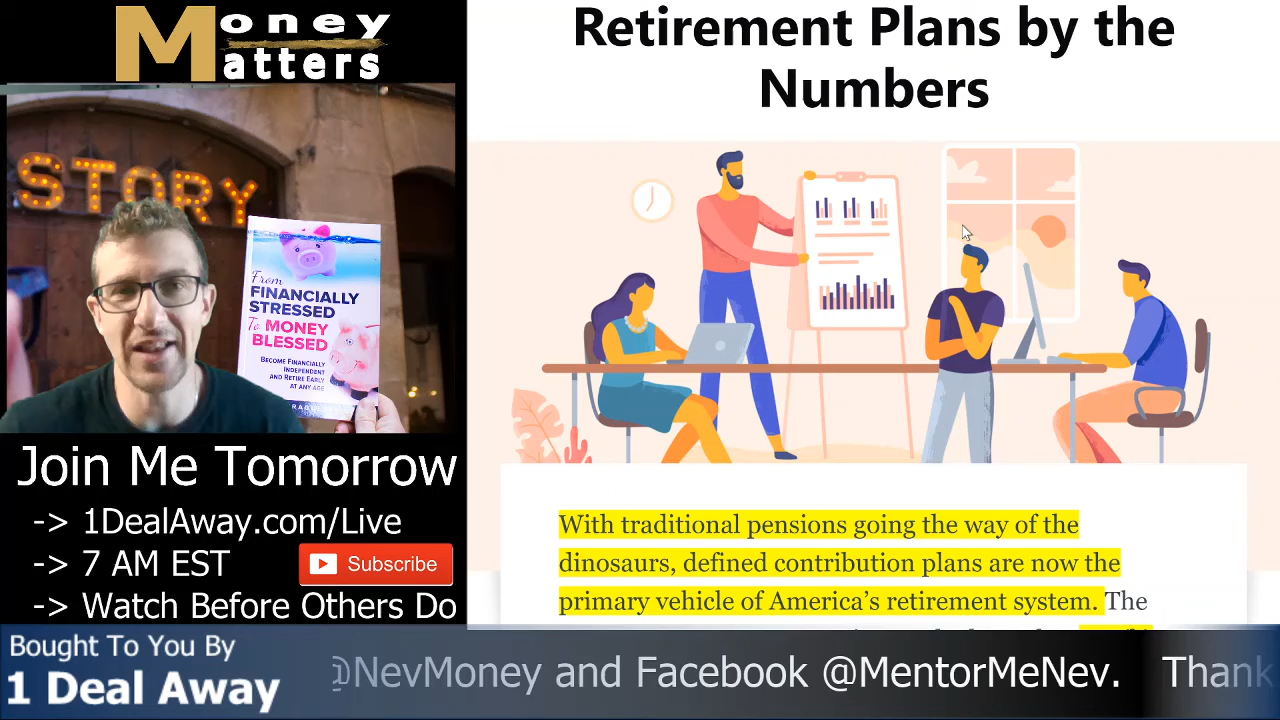 Money
Matters
STORY
From
FINANCIALLY
STRESSED
To MONEY
BLESSED
BECOME FINANCIALLY
INDEPENDENT
AND RETIRE EARLY
AT ANY AGE
Join Me Tomorrow
-> 1DealAway.com/Live
-> 7 AM EST
Subscribe
-> Watch Before Others Do
Retirement Plans by the
Numbers
With traditional pensions going the way of the
dinosaurs, defined contribution plans are now the
primary vehicle of America’s retirement system. The
Bought To You By
1 Deal Away
@NevMoney and Facebook @MentorMeNev. Thank